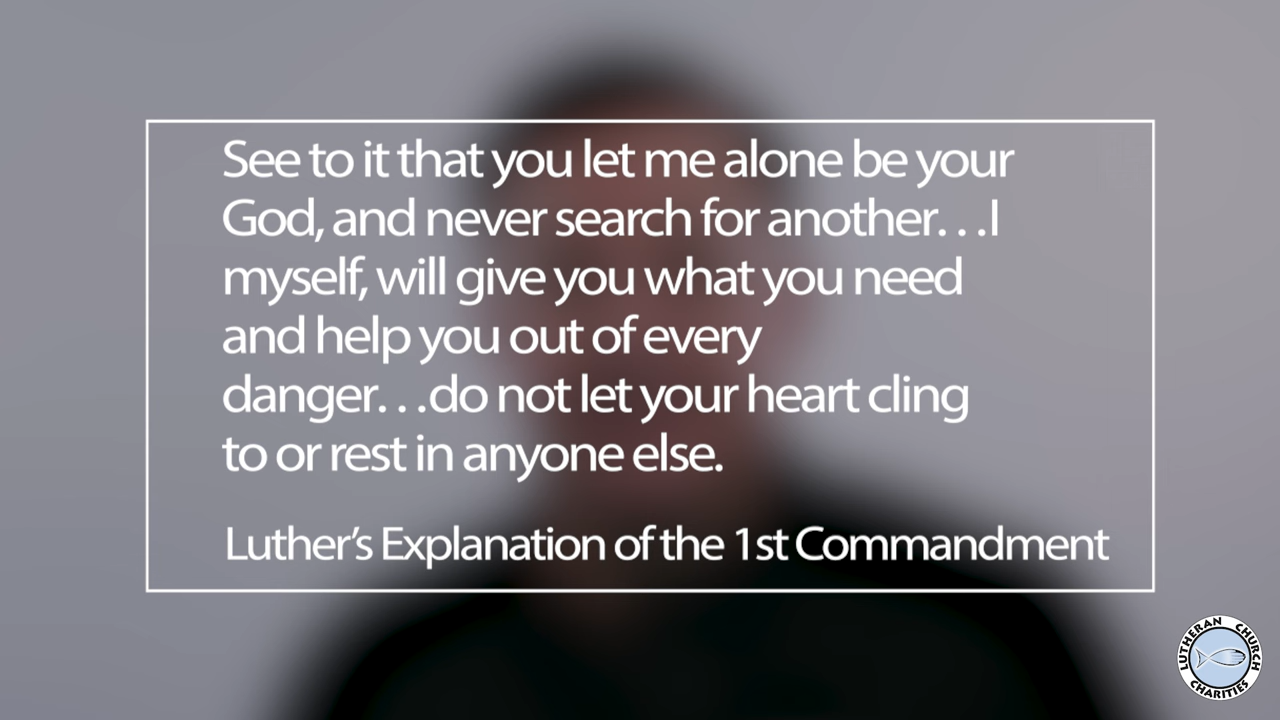 See to it that you let me alone be your
God, and never search for another. . .I
myself, will give you what you need
and help you out of every
danger. . .do not let your heart cling
to or rest in anyone else.
Luther’s Explanation of the 1st Commandment
LUTHERAN CHURCH
CHARITIES